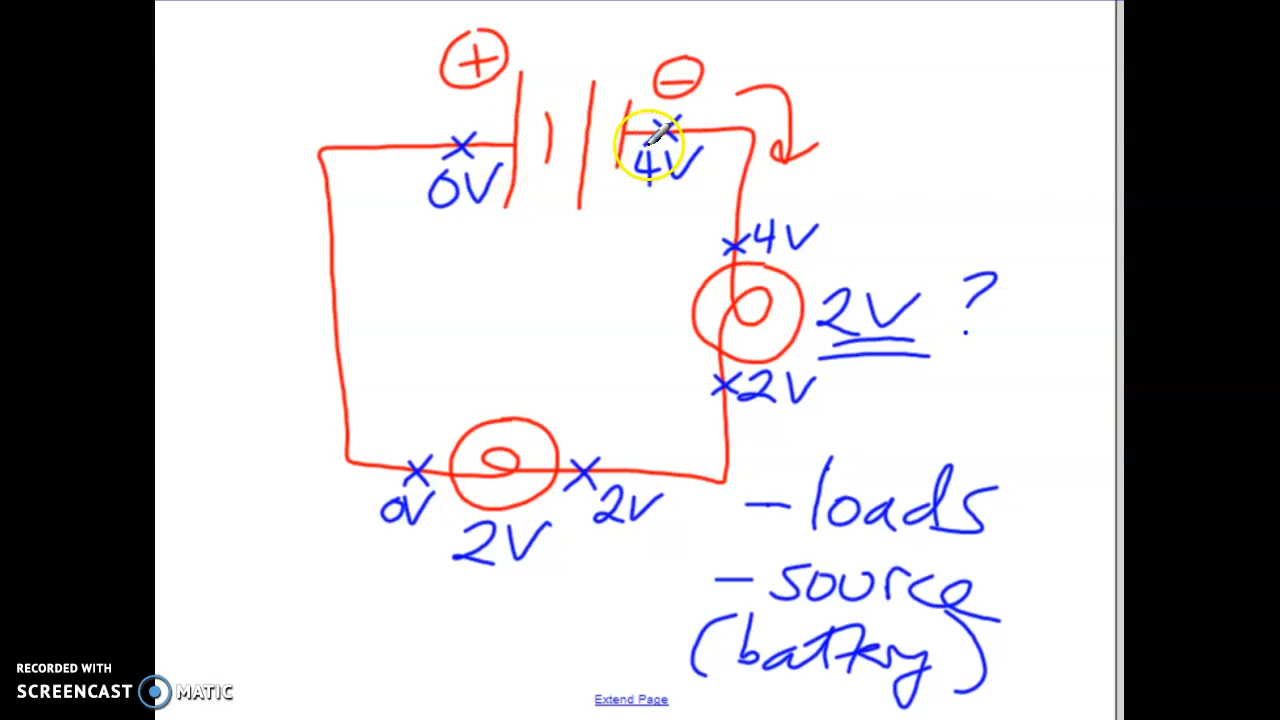 +
−
0V
4V
4V
2V ?
2V
0V
2V
2V
- loads
- source
(battery)
RECORDED WITH
SCREENCAST MATIC
Extend Page